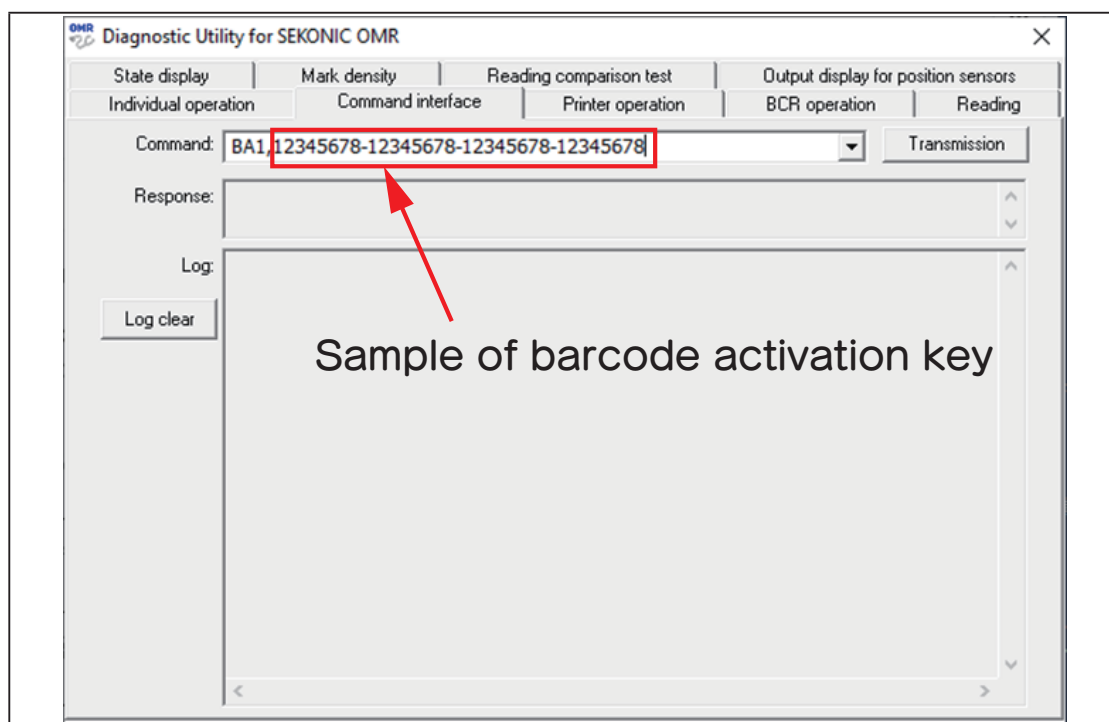 OMR
Diagnostic Utility for SEKONIC OMR
State display Mark density Reading comparison test Output display for position sensors
Individual operation Command interface Printer operation BCR operation Reading
Command: BA1,12345678-12345678-12345678-12345678 Transmission
Response:
Log:
Log clear
Sample of barcode activation key